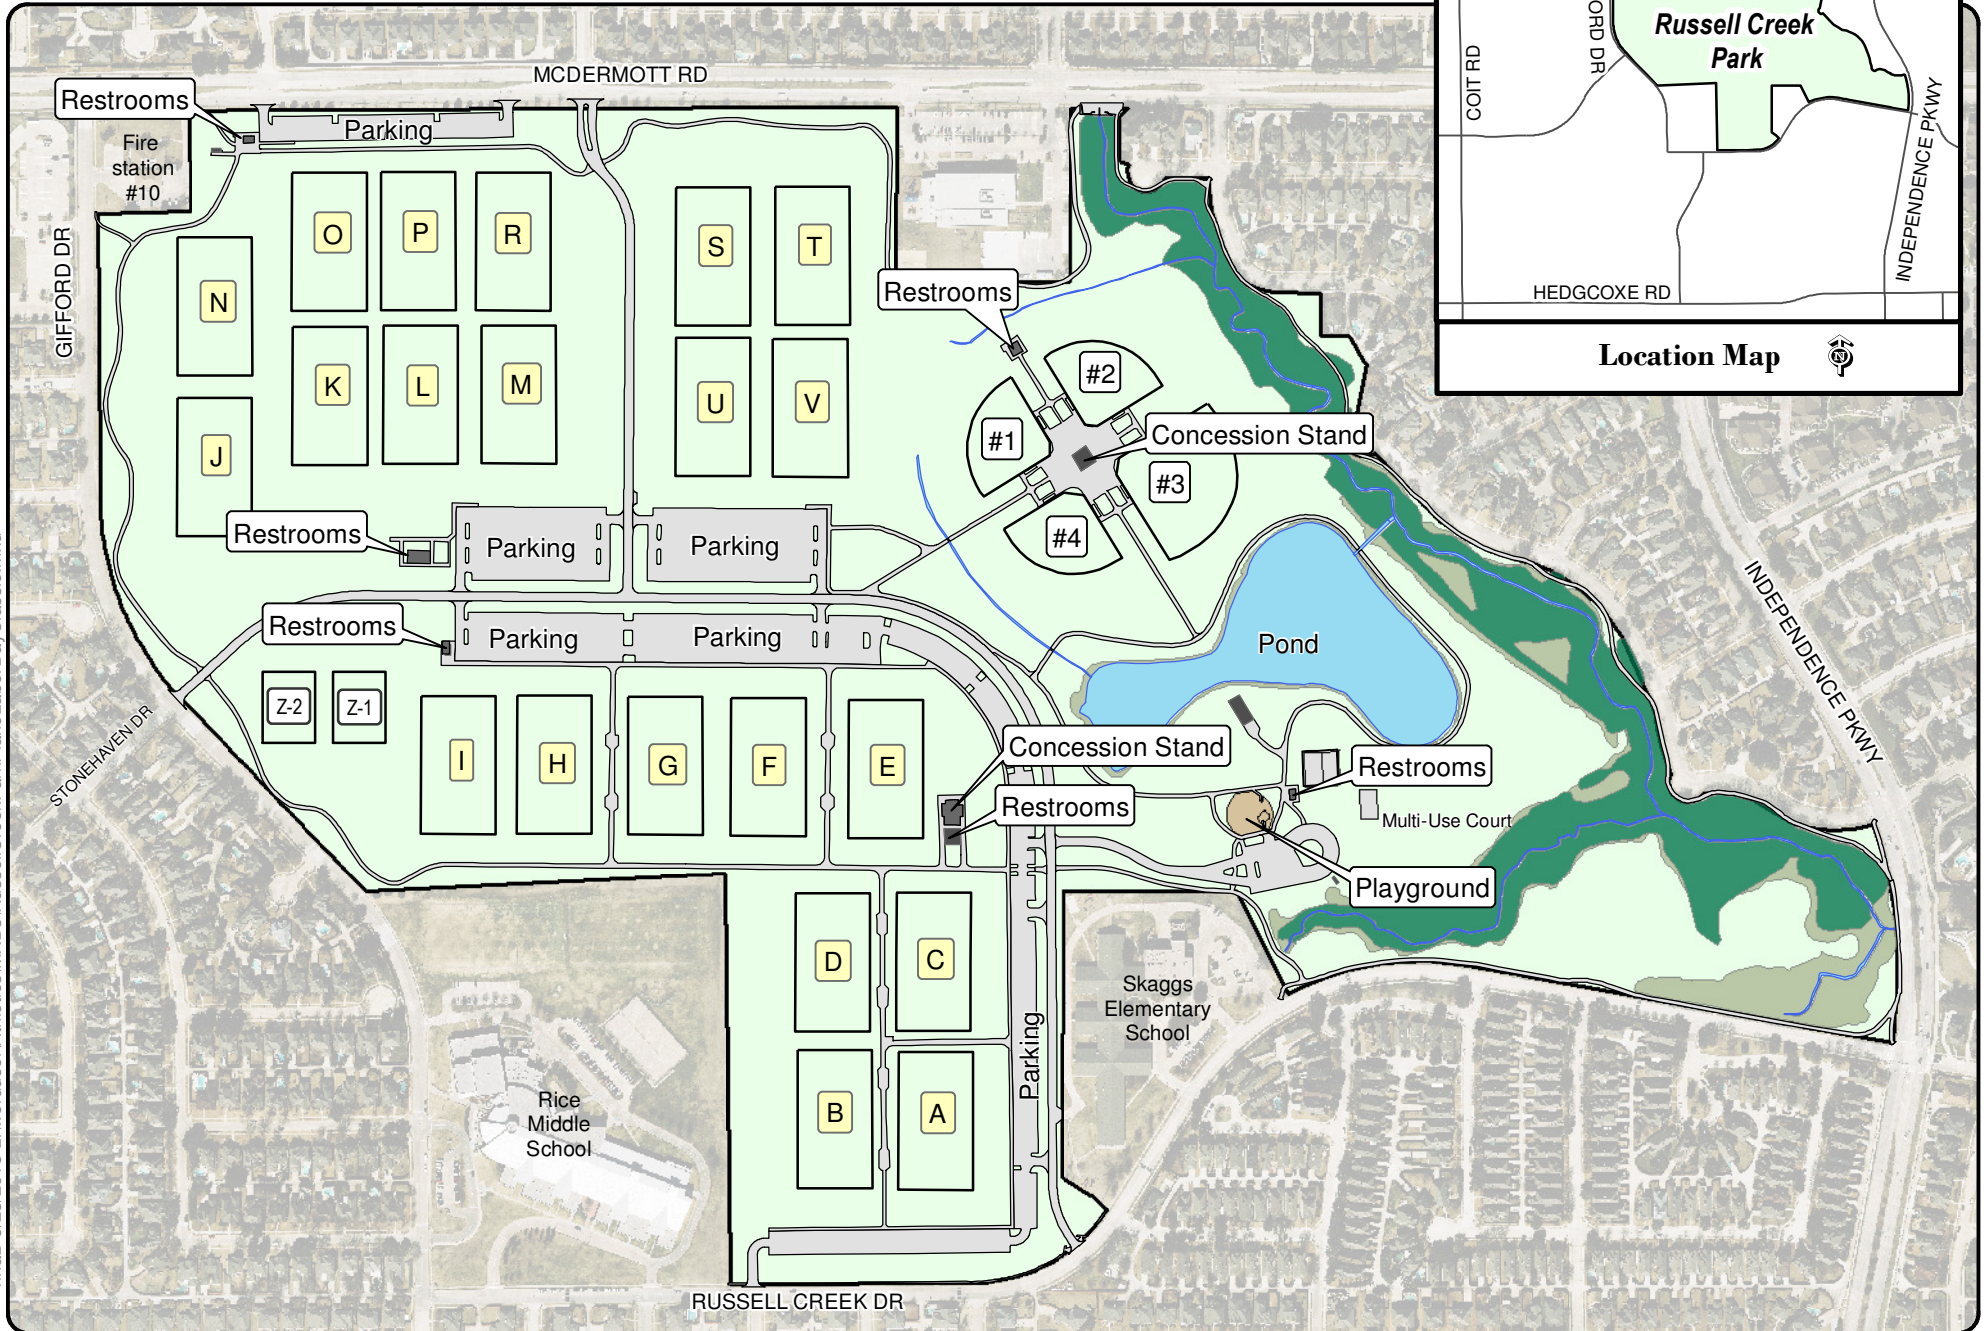 MCDERMOTT RD
Restrooms
Parking
Fire
station
#10
GIFFORD DR
O
P
R
S
T
N
K
L
M
U
V
J
Restrooms
#2
#1
Concession Stand
#3
#4
Restrooms
Parking
Parking
Restrooms
Parking
Parking
Pond
Z-2
Z-1
I
H
G
F
E
STONEHAVEN DR
Concession Stand
Restrooms
Restrooms
Multi-Use Court
Playground
INDEPENDENCE PKWY
D
C
B
A
Parking
Skaggs
Elementary
School
Rice
Middle
School
RUSSELL CREEK DR
Russell Creek
Park
COIT RD
ORD DR
INDEPENDENCE PKWY
HEDGCOXE RD
Location Map
N